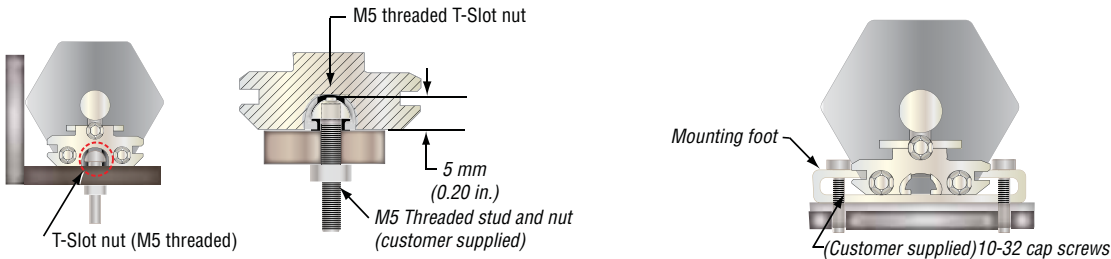 M5 threaded T-Slot nut
5 mm
(0.20 in.)
M5 Threaded stud and nut
(customer supplied)
T-Slot nut (M5 threaded)
Mounting foot
(Customer supplied)10-32 cap screws